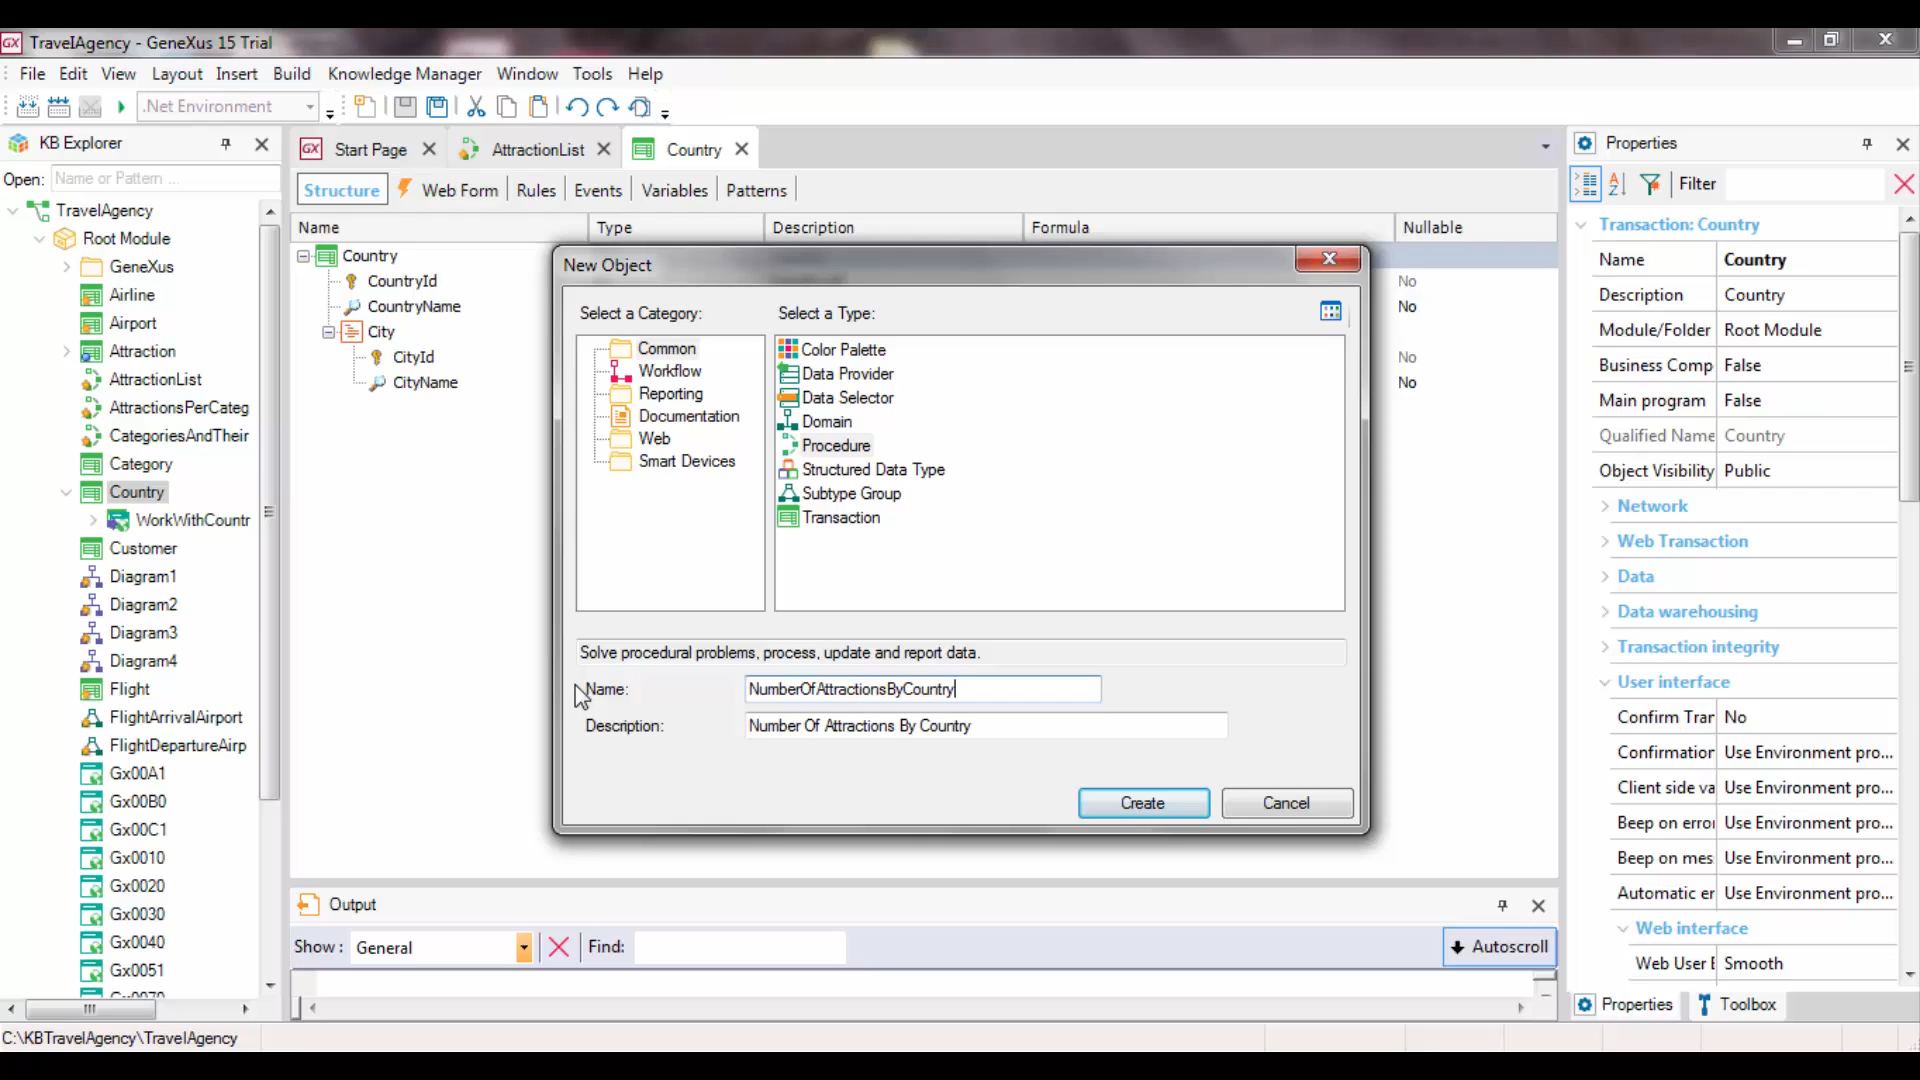 TravelAgency - GeneXus 15 Trial
File Edit View Layout Insert Build Knowledge Manager Window Tools Help
.Net Environment
KB Explorer
Open: Name or Pattern ...
TravelAgency
Root Module
GeneXus
Airline
Airport
Attraction
AttractionList
AttractionsPerCateg
CategoriesAndTheir
Category
Country
WorkWithCountr
Customer
Diagram1
Diagram2
Diagram3
Diagram4
Flight
FlightArrivalAirport
FlightDepartureAirp
Gx00A1
Gx00B0
Gx00C1
Gx0010
Gx0020
Gx0030
Gx0040
Gx0051
Gx0070
Start Page AttractionList Country
Structure Web Form Rules Events Variables Patterns
Name Type Description Formula Nullable
Country
CountryId No
CountryName No
City
CityId No
CityName No
New Object
Select a Category:
Common
Workflow
Reporting
Documentation
Web
Smart Devices
Select a Type:
Color Palette
Data Provider
Data Selector
Domain
Procedure
Structured Data Type
Subtype Group
Transaction
Solve procedural problems, process, update and report data.
Name: NumberOfAttractionsByCountry
Description: Number Of Attractions By Country
Create Cancel
Output
Show : General Find: Autoscroll
Properties
Filter
Transaction: Country
Name Country
Description Country
Module/Folder Root Module
Business Comp False
Main program False
Qualified Name Country
Object Visibility Public
Network
Web Transaction
Data
Data warehousing
Transaction integrity
User interface
Confirm Trar No
Confirmation Use Environment pro...
Client side va Use Environment pro...
Beep on error Use Environment pro...
Beep on mes Use Environment pro...
Automatic er Use Environment pro...
Web interface
Web User E Smooth
Properties Toolbox
C:\KBTravelAgency\TravelAgency